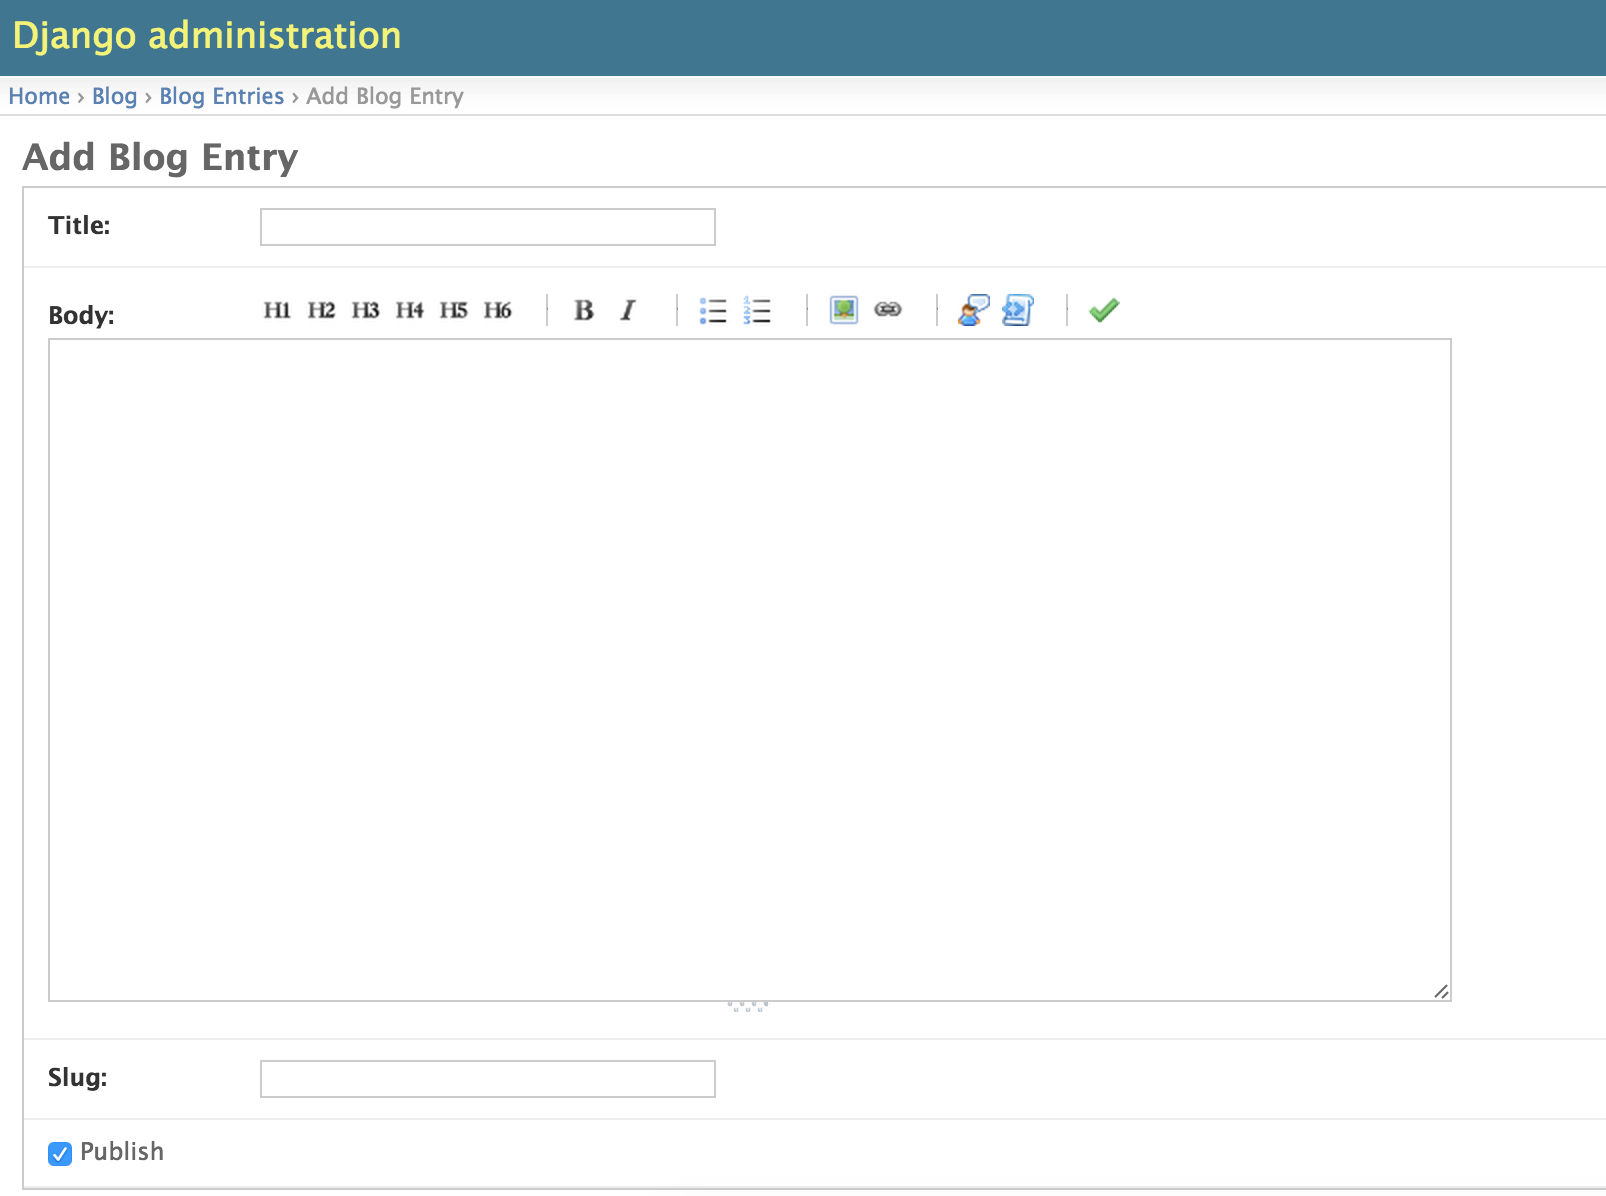 Django administration
Home › Blog › Blog Entries › Add Blog Entry
Add Blog Entry
Title:
Body: H1 H2 H3 H4 H5 H6 B I
Slug:
Publish